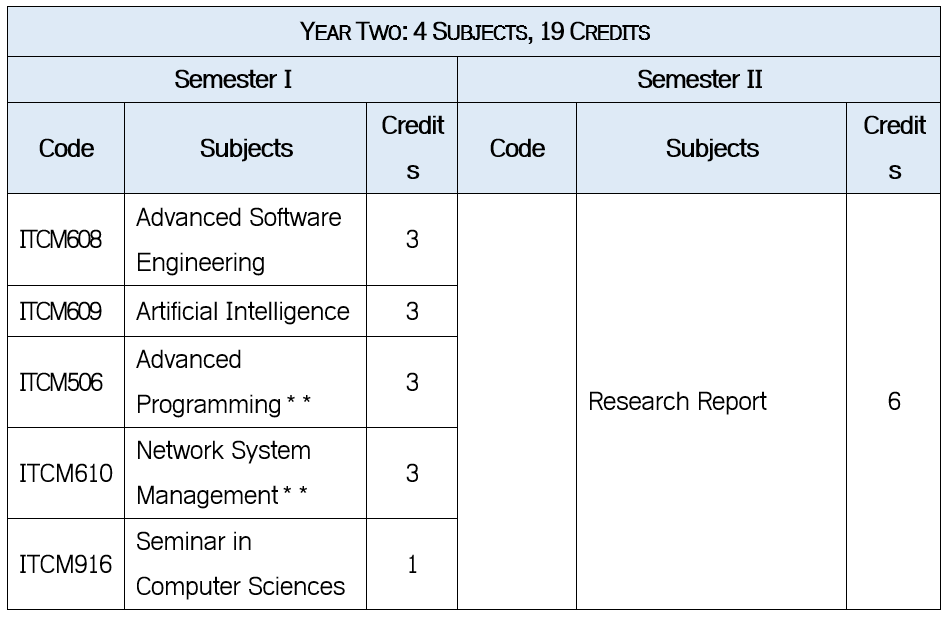 YEAR TWO: 4 SUBJECTS, 19 CREDITS
Semester I
Semester II
Code
Subjects
Credit
s
Code
Subjects
Credit
s
ITCM608
Advanced Software
Engineering
3
ITCM609
Artificial Intelligence
3
ITCM506
Advanced
Programming**
3
ITCM610
Network System
Management**
3
ITCM916
Seminar in
Computer Sciences
1
Research Report
6